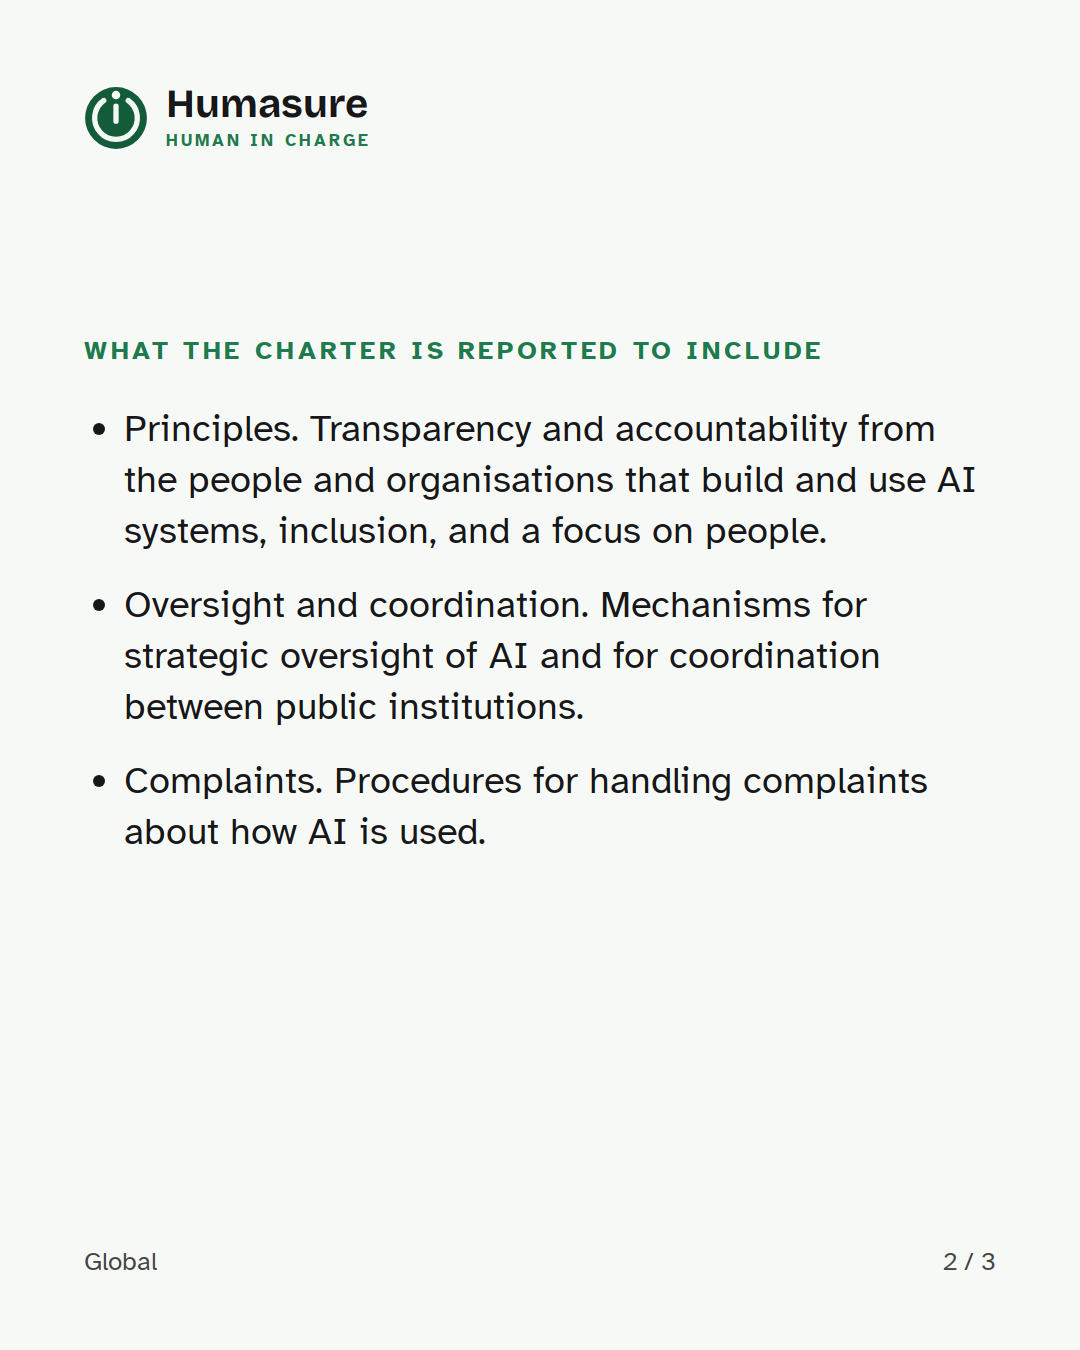 Humasure
HUMAN IN CHARGE
WHAT THE CHARTER IS REPORTED TO INCLUDE
• Principles. Transparency and accountability from
the people and organisations that build and use AI
systems, inclusion, and a focus on people.
• Oversight and coordination. Mechanisms for
strategic oversight of AI and for coordination
between public institutions.
• Complaints. Procedures for handling complaints
about how AI is used.
Global
2 / 3